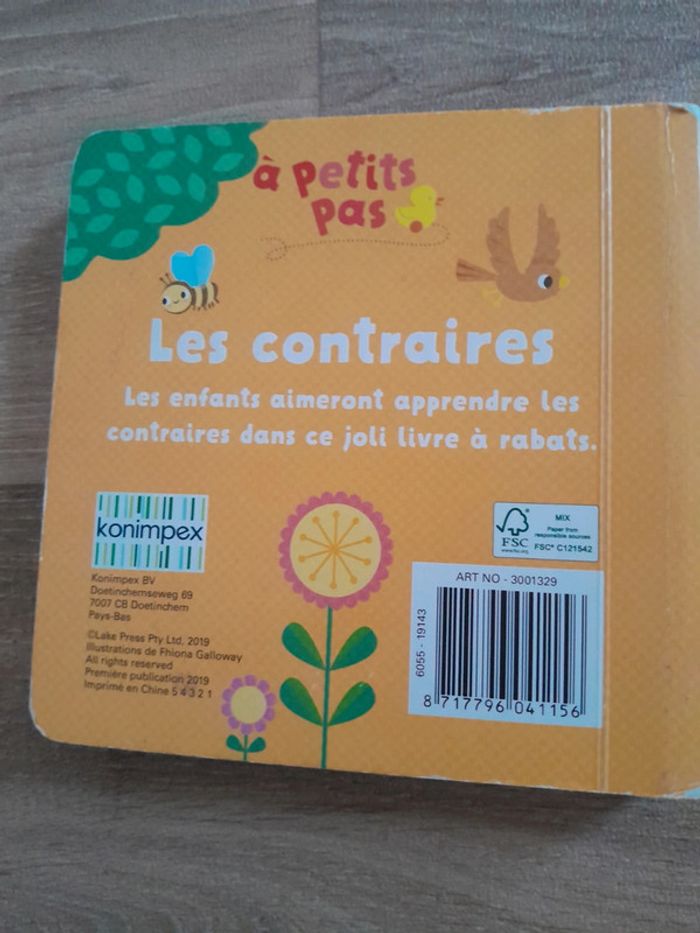 à petits
pas
Les contraires
Les enfants aimeront apprendre les
contraires dans ce joli livre à rabats.
konimpex
Konimpex BV
Doetinchemseweg 69
7007 CB Doetinchem
Pays-Bas
©Lake Press Pty Ltd, 2019
Illustrations de Fhiona Galloway
All rights reserved
Première publication 2019
Imprimé en Chine 5 4 3 2 1
FSC
www.fsc.org
MIX
Paper from
responsible sources
FSC® C121542
ART NO - 3001329
6055 - 19143
8 717796 041156